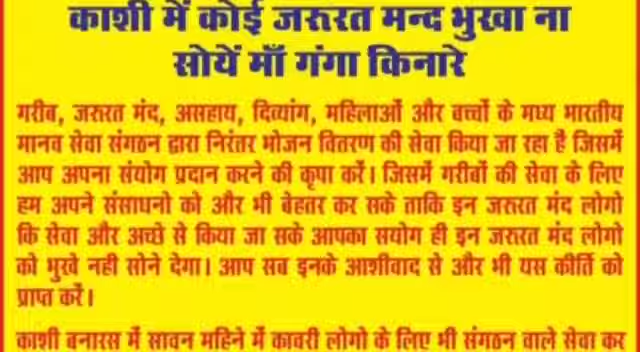 काशी में कोई जरूरत मन्द भुखा ना
सोयें माँ गंगा किनारे
गरीब, जरुरत मंद, असहाय, दिव्यांग, महिलाओं और बच्चों के मध्य भारतीय
मानव सेवा संगठन द्वारा निरंतर भोजन वितरण की सेवा किया जा रहा है जिसमें
आप अपना संयोग प्रदान करने की कृपा करें। जिसमें गरीबों की सेवा के लिए
हम अपने संसाधनो को और भी बेहतर कर सके ताकि इन जरुरत मंद लोगो
कि सेवा और अच्छे से किया जा सके आपका सयोग ही इन जरुरत मंद लोगो
को भुखे नही सोने देगा। आप सब इनके आशीवाद से और भी यस कीर्ति को
प्राप्त करें।
काशी बनारस में सावन महिने में कावरी लोगो के लिए भी संगठन वाले सेवा कर